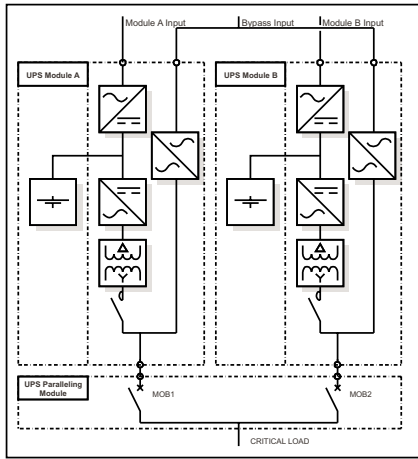 Module A Input
Bypass Input
Module B Input
UPS Module A
UPS Module B
UPS Paralleling
Module
MOB1
MOB2
CRITICAL LOAD